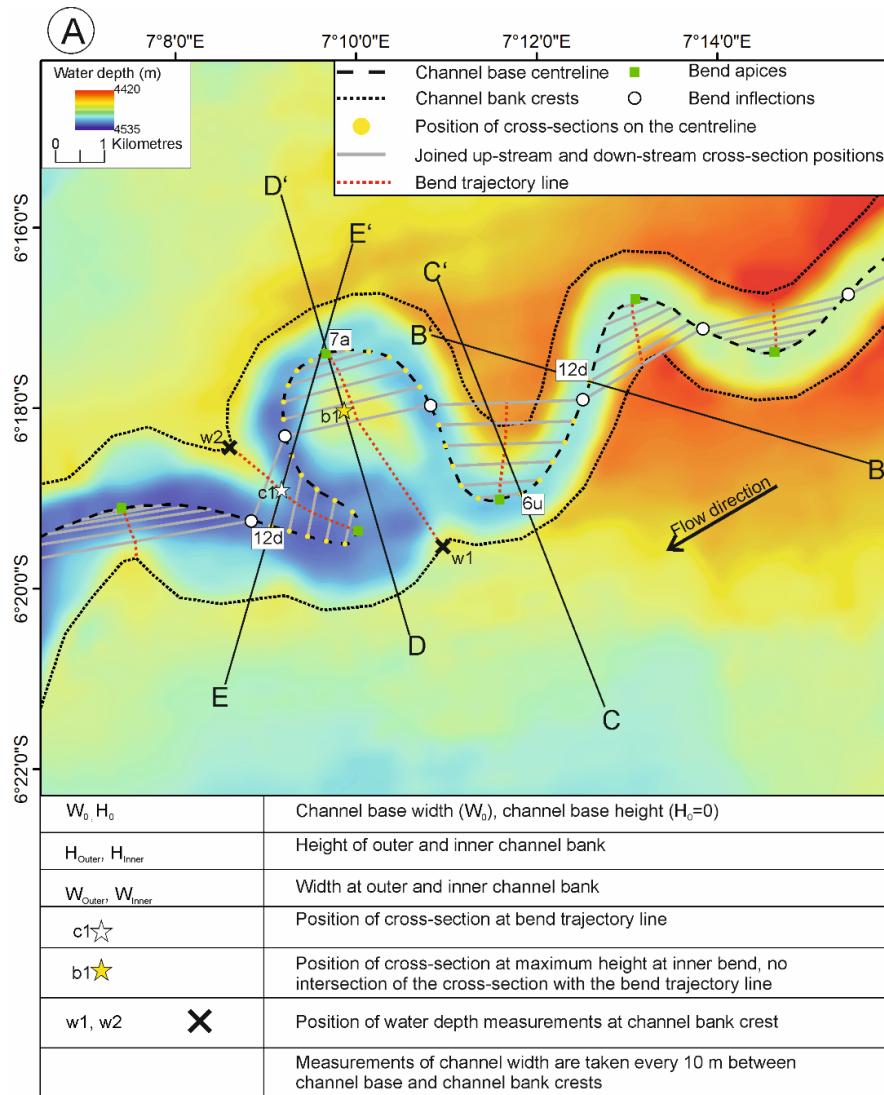 A
7°8'0"E
7°10'0"E
7°12'0"E
7°14'0"E
Water depth (m)
4420
4535
0 1 Kilometres
Channel base centreline
Bend apices
Channel bank crests
Bend inflections
Position of cross-sections on the centreline
Joined up-stream and down-stream cross-section positions
Bend trajectory line
6°16'0"S
6°18'0"S
6°20'0"S
6°22'0"S
D'
E'
C'
B'
7a
12d
b1
w2
B
c1
6u
Flow direction
12d
w1
D
E
C
W₀, H₀
Channel base width (W₀), channel base height (H₀=0)
H_Outer, H_Inner
Height of outer and inner channel bank
W_Outer, W_Inner
Width at outer and inner channel bank
c1
Position of cross-section at bend trajectory line
b1
Position of cross-section at maximum height at inner bend, no
intersection of the cross-section with the bend trajectory line
w1, w2
Position of water depth measurements at channel bank crest
Measurements of channel width are taken every 10 m between
channel base and channel bank crests